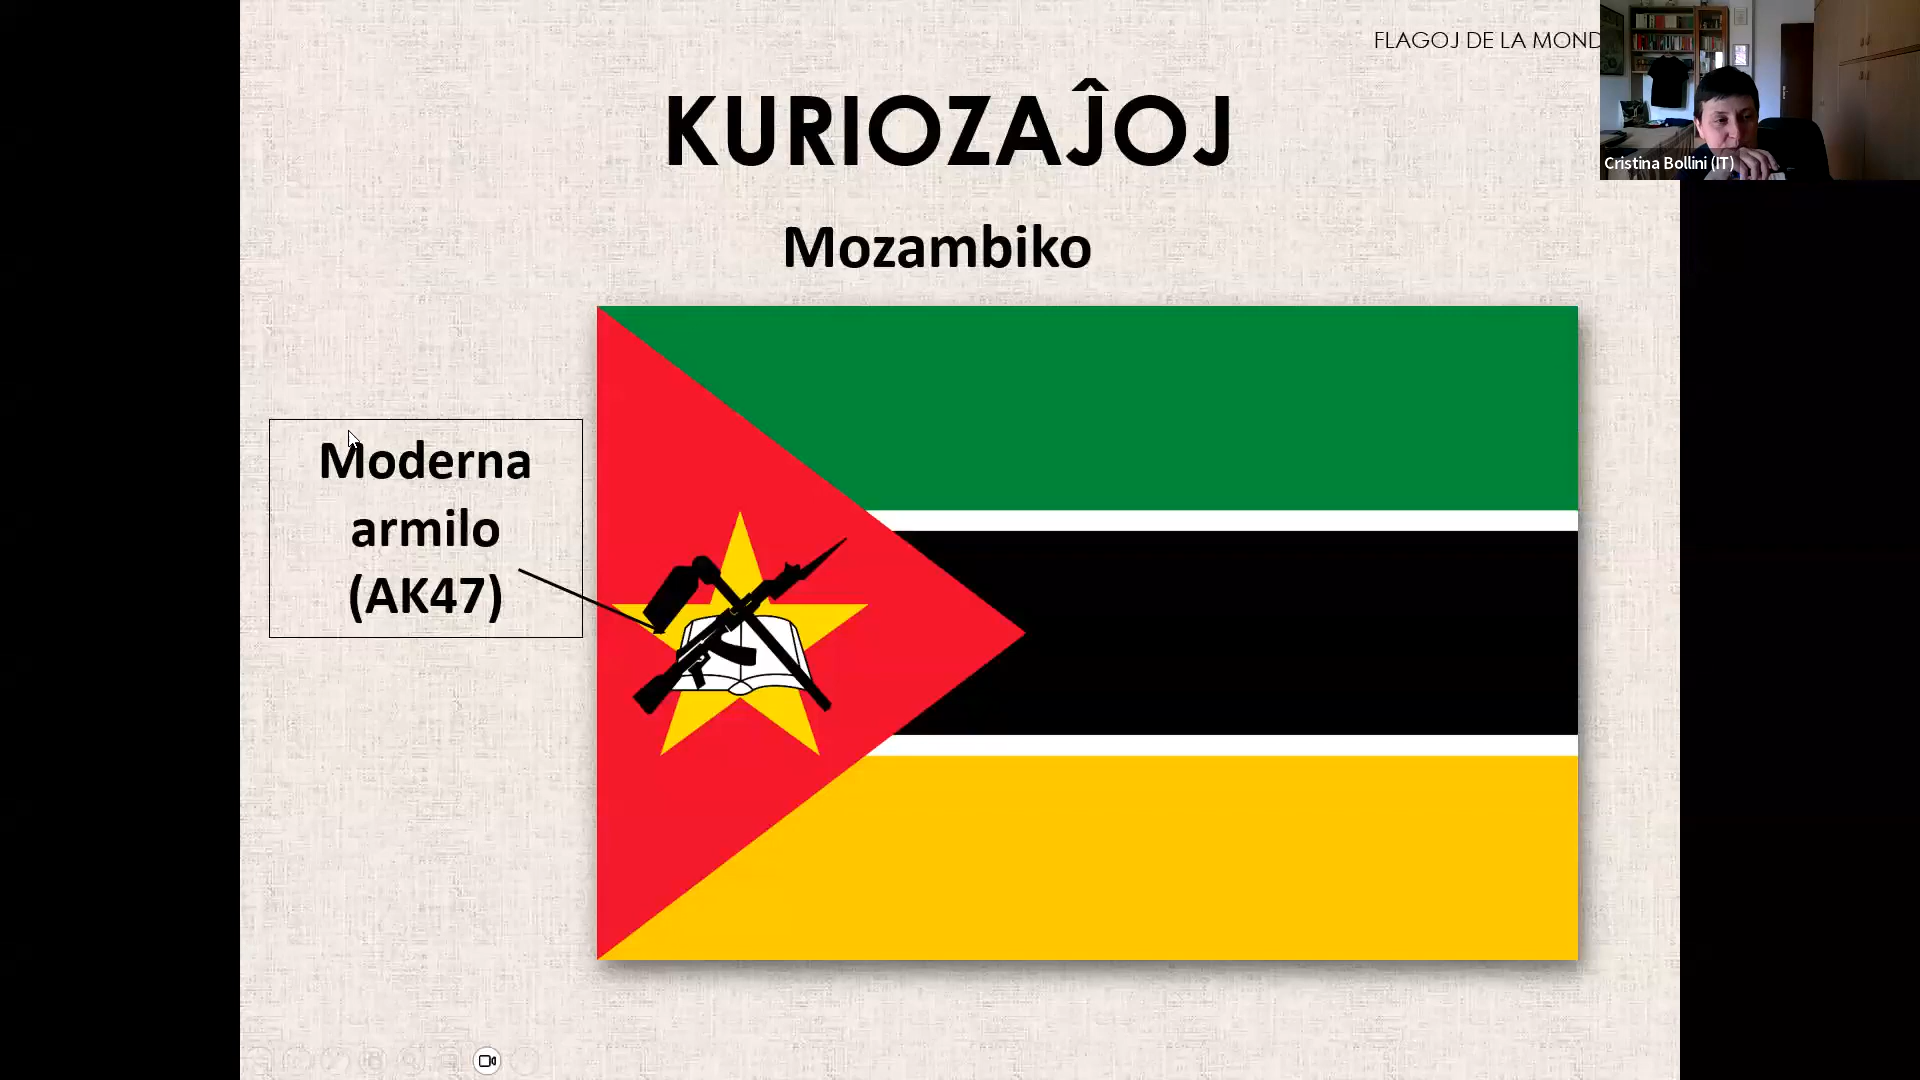 FLAGOJ DE LA MOND
KURIOZAĴOJ
Mozambiko
Moderna
armilo
(AK47)
Cristina Bollini (IT)